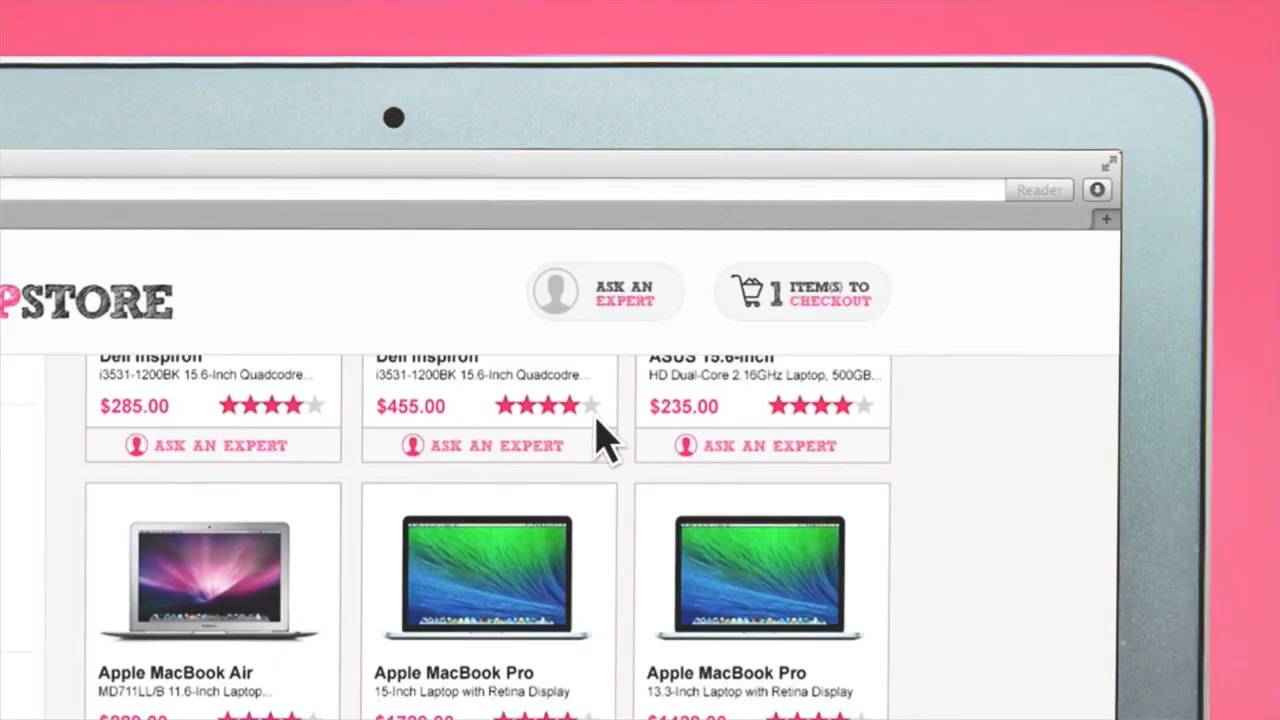 Reader
PSTORE
ASK AN
EXPERT
1 ITEM(S) TO
CHECKOUT
Dell Inspiron
i3531-1200BK 15.6-Inch Quadcodre...
$285.00
ASK AN EXPERT
Dell Inspiron
i3531-1200BK 15.6-Inch Quadcodre...
$455.00
ASK AN EXPERT
ASUS 15.6-Inch
HD Dual-Core 2.16GHz Laptop, 500GB...
$235.00
ASK AN EXPERT
Apple MacBook Air
MD711LL/B 11.6-Inch Laptop...
Apple MacBook Pro
15-Inch Laptop with Retina Display
Apple MacBook Pro
13.3-Inch Laptop with Retina Display